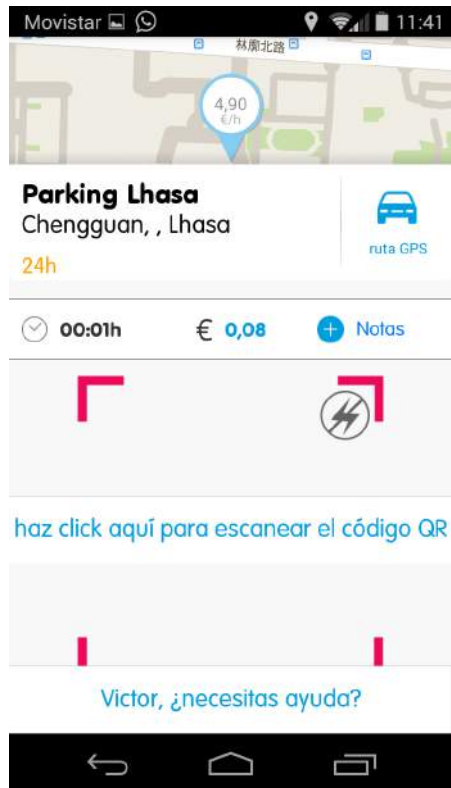 Movistar 11:41
林廓北路
4,90
€/h
Parking Lhasa
Chengguan, , Lhasa
24h
ruta GPS
00:01h € 0,08 + Notas
haz click aquí para escanear el código QR
Victor, ¿necesitas ayuda?